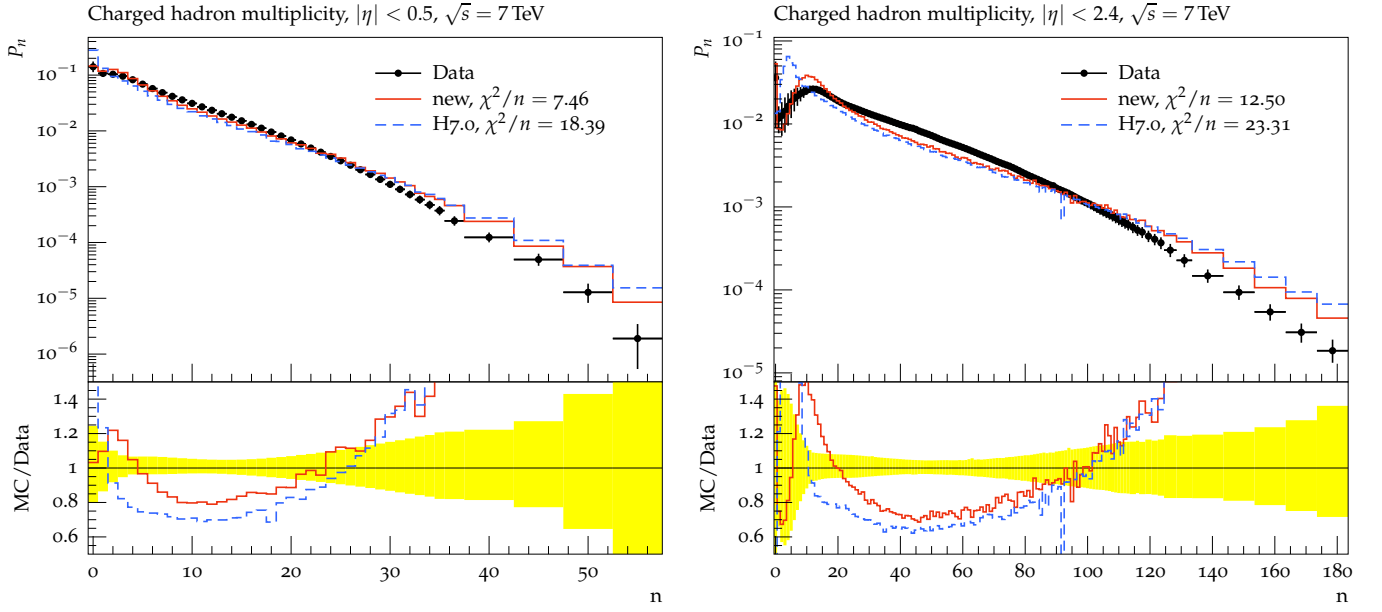 Charged hadron multiplicity, |η| < 0.5, √s = 7 TeV
P_n
10^−1
10^−2
10^−3
10^−4
10^−5
10^−6
Data
new, χ²/n = 7.46
H7.0, χ²/n = 18.39
MC/Data
1.4
1.2
1
0.8
0.6
0 10 20 30 40 50
n
Charged hadron multiplicity, |η| < 2.4, √s = 7 TeV
P_n
10^−1
10^−2
10^−3
10^−4
10^−5
Data
new, χ²/n = 12.50
H7.0, χ²/n = 23.31
MC/Data
1.4
1.2
1
0.8
0.6
0 20 40 60 80 100 120 140 160 180
n